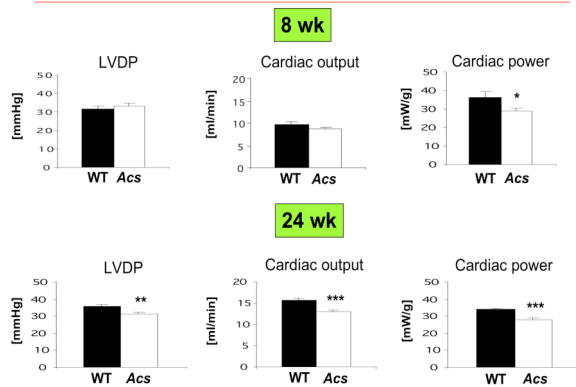 8 wk
LVDP
Cardiac output
Cardiac power
[mmHg]
50
40
30
20
10
0
WT Acs
[ml/min]
20
15
10
5
0
WT Acs
[mW/g]
50
40
30
20
10
0
*
WT Acs
24 wk
LVDP
Cardiac output
Cardiac power
[mmHg]
50
40
30
20
10
0
**
WT Acs
[ml/min]
20
15
10
5
0
***
WT Acs
[mW/g]
50
40
30
20
10
0
***
WT Acs